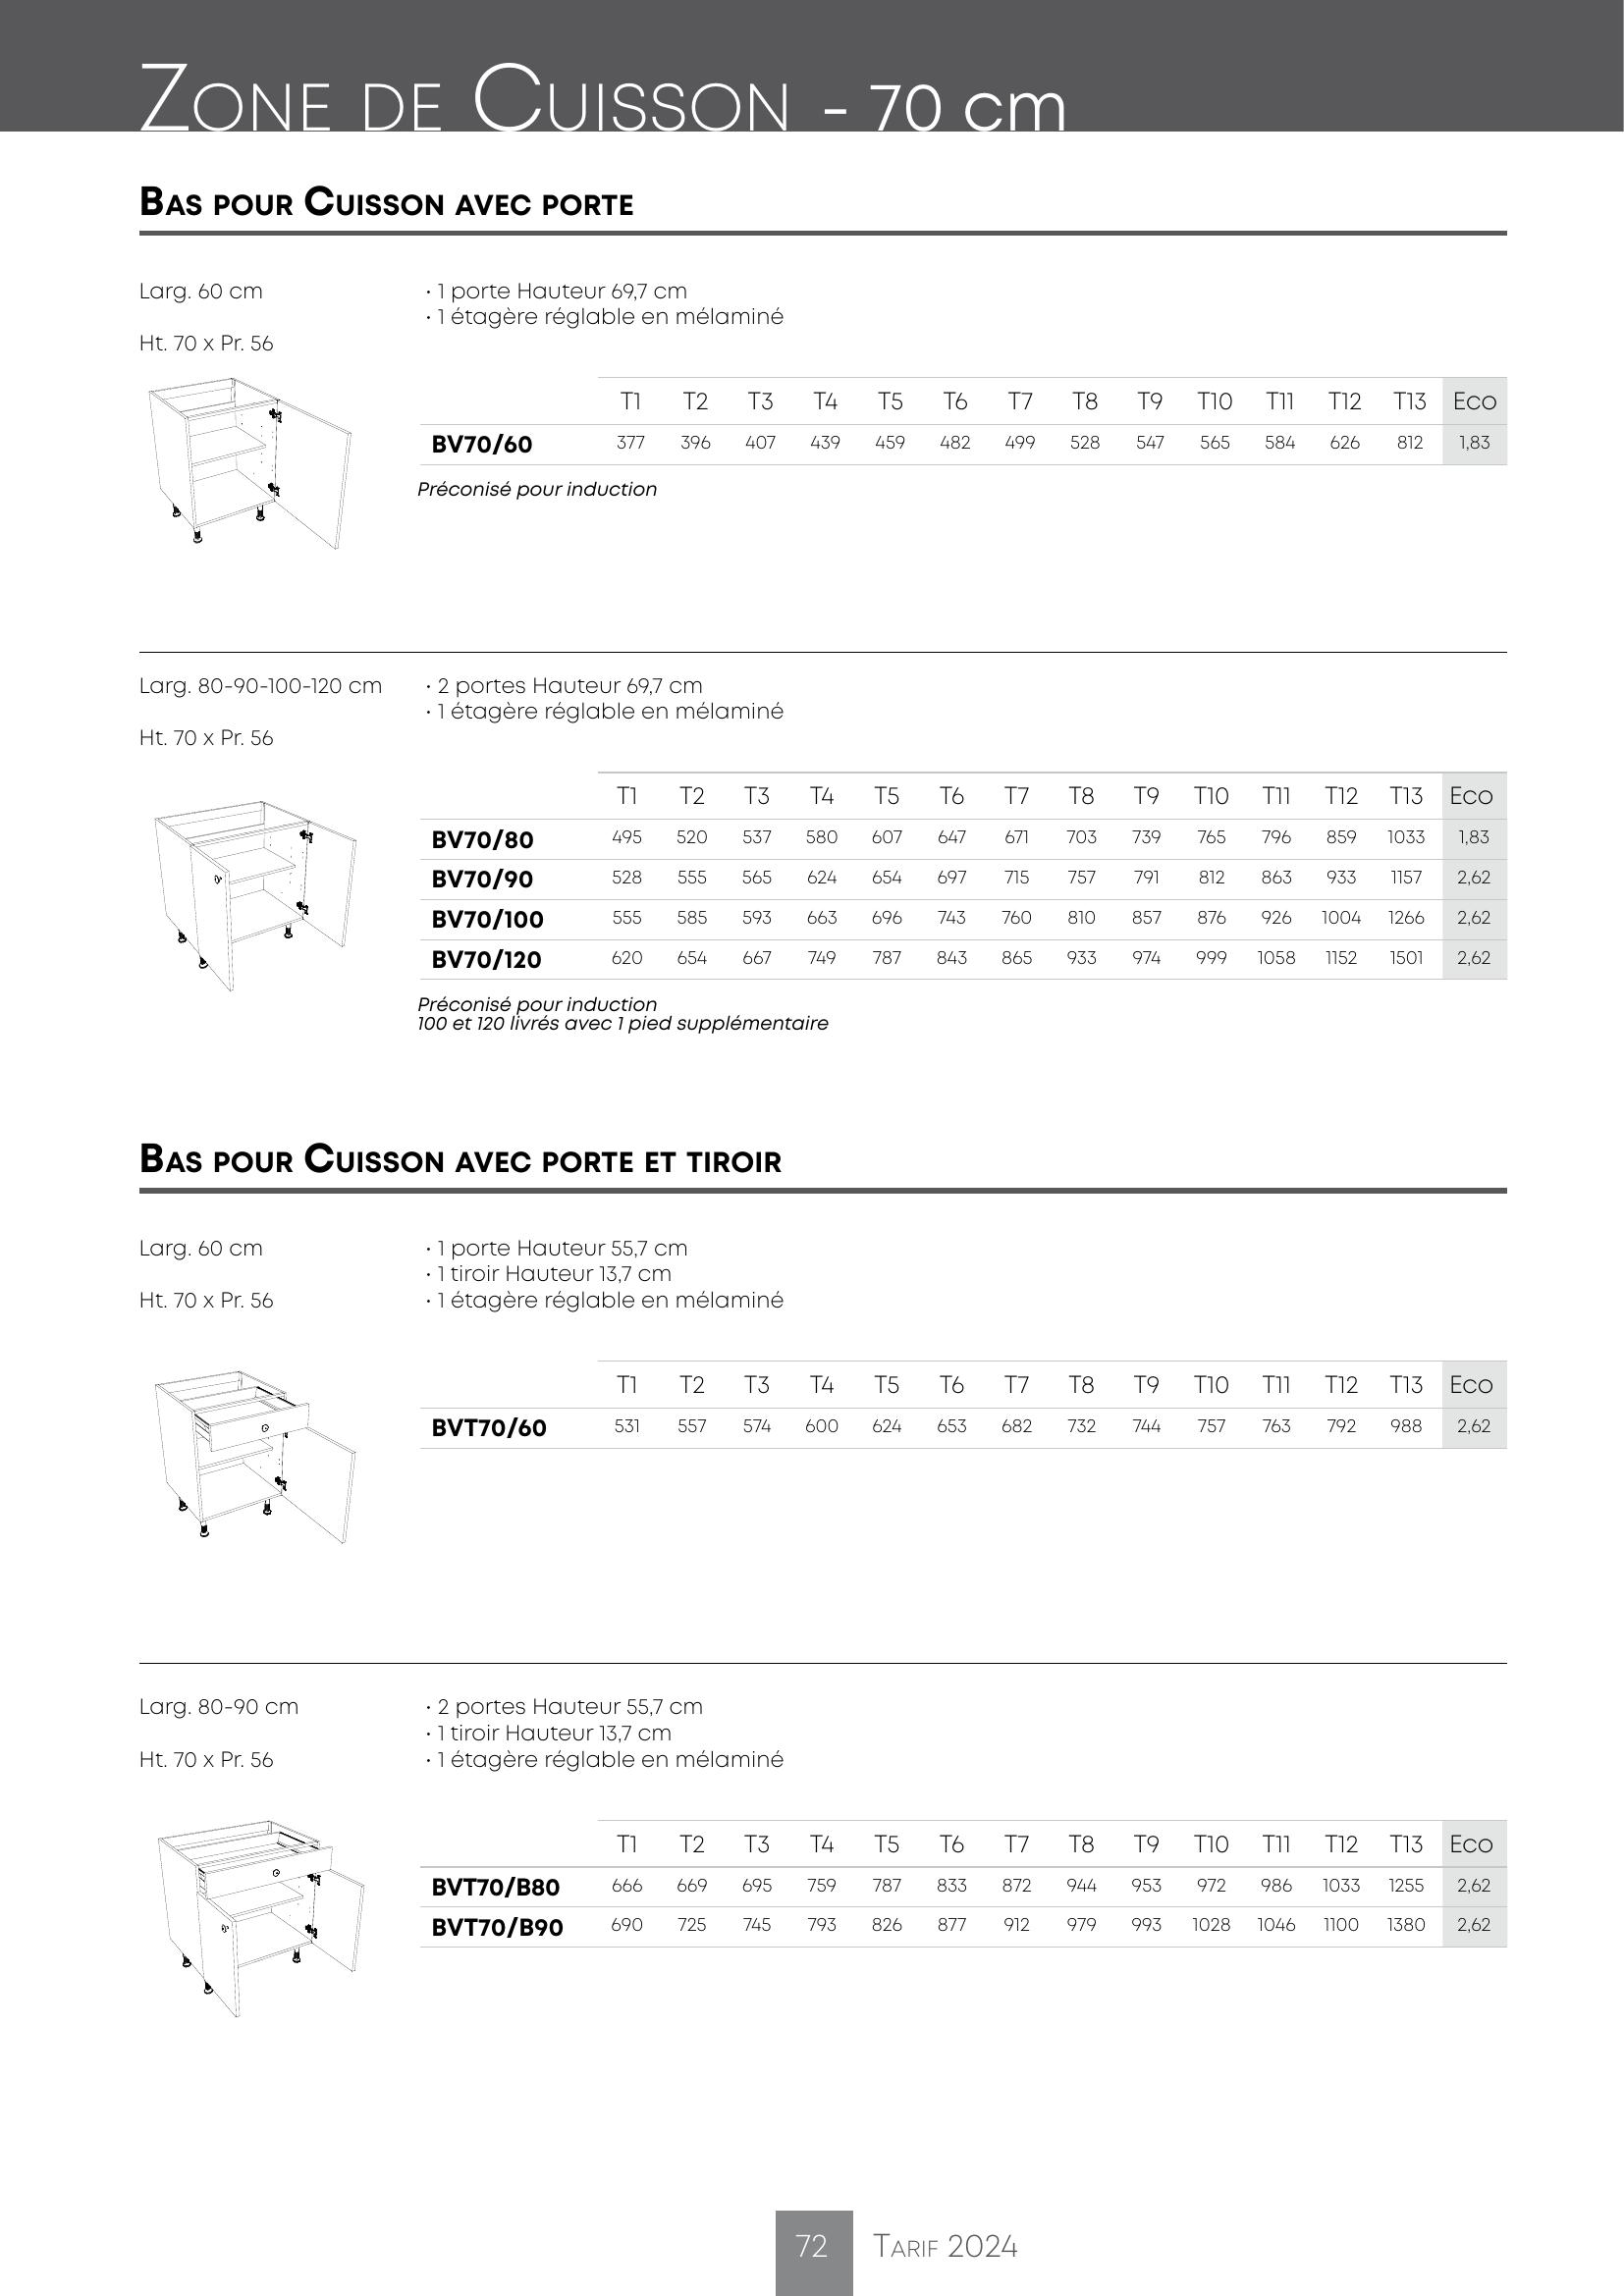 Zone de Cuisson - 70 cm
Bas pour Cuisson avec porte
Larg. 60 cm
Ht. 70 x Pr. 56
· 1 porte Hauteur 69,7 cm
· 1 étagère réglable en mélaminé
T1 T2 T3 T4 T5 T6 T7 T8 T9 T10 T11 T12 T13 Eco
BV70/60 377 396 407 439 459 482 499 528 547 565 584 626 812 1,83
Préconisé pour induction
Larg. 80-90-100-120 cm
Ht. 70 x Pr. 56
· 2 portes Hauteur 69,7 cm
· 1 étagère réglable en mélaminé
T1 T2 T3 T4 T5 T6 T7 T8 T9 T10 T11 T12 T13 Eco
BV70/80 495 520 537 580 607 647 671 703 739 765 796 859 1033 1,83
BV70/90 528 555 565 624 654 697 715 757 791 812 863 933 1157 2,62
BV70/100 555 585 593 663 696 743 760 810 857 876 926 1004 1266 2,62
BV70/120 620 654 667 749 787 843 865 933 974 999 1058 1152 1501 2,62
Préconisé pour induction
100 et 120 livrés avec 1 pied supplémentaire
Bas pour Cuisson avec porte et tiroir
Larg. 60 cm
Ht. 70 x Pr. 56
· 1 porte Hauteur 55,7 cm
· 1 tiroir Hauteur 13,7 cm
· 1 étagère réglable en mélaminé
T1 T2 T3 T4 T5 T6 T7 T8 T9 T10 T11 T12 T13 Eco
BVT70/60 531 557 574 600 624 653 682 732 744 757 763 792 988 2,62
Larg. 80-90 cm
Ht. 70 x Pr. 56
· 2 portes Hauteur 55,7 cm
· 1 tiroir Hauteur 13,7 cm
· 1 étagère réglable en mélaminé
T1 T2 T3 T4 T5 T6 T7 T8 T9 T10 T11 T12 T13 Eco
BVT70/B80 666 669 695 759 787 833 872 944 953 972 986 1033 1255 2,62
BVT70/B90 690 725 745 793 826 877 912 979 993 1028 1046 1100 1380 2,62
72 Tarif 2024